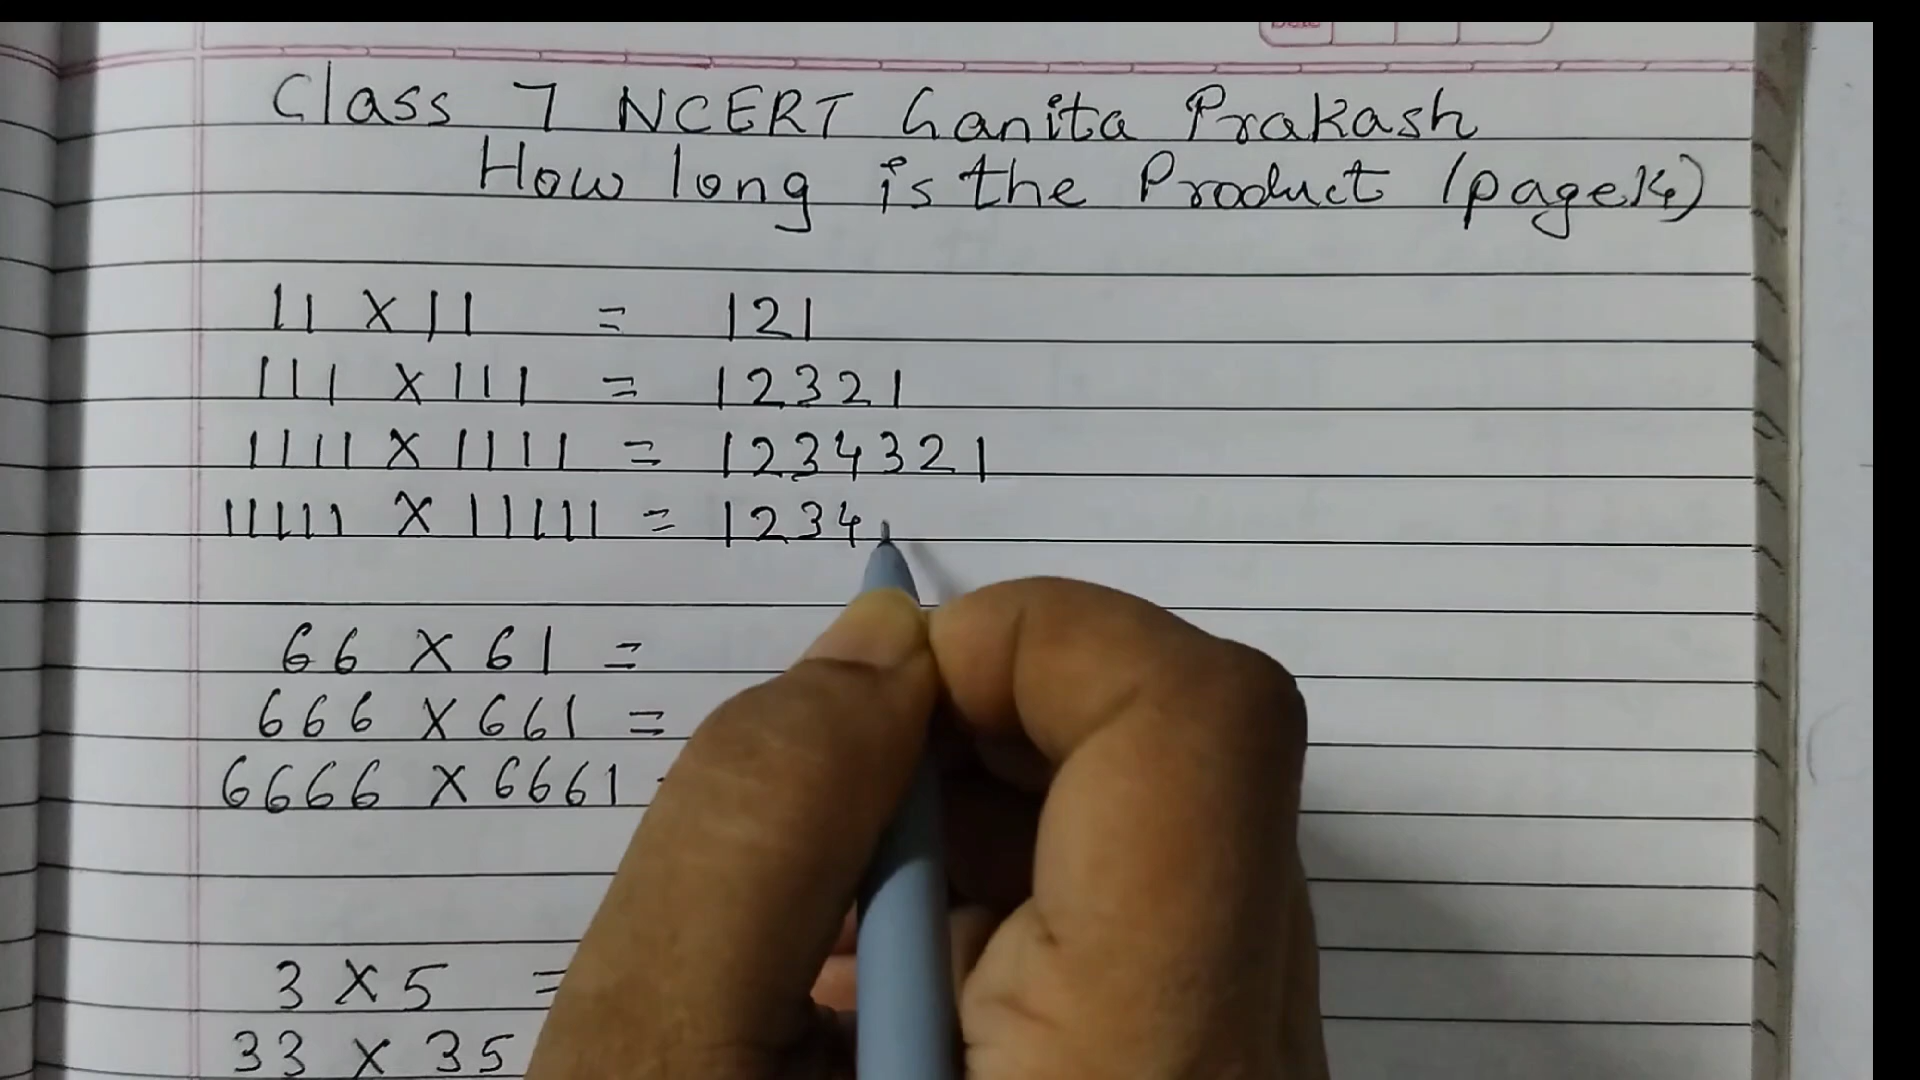 Class 7 NCERT Ganita Prakash
How long is the Product (page 14)
11 X 11 = 121
111 X 111 = 12321
1111 X 1111 = 1234321
11111 X 11111 = 1234
66 X 61 =
666 X 661 =
6666 X 6661
3 X 5 =
33 X 35